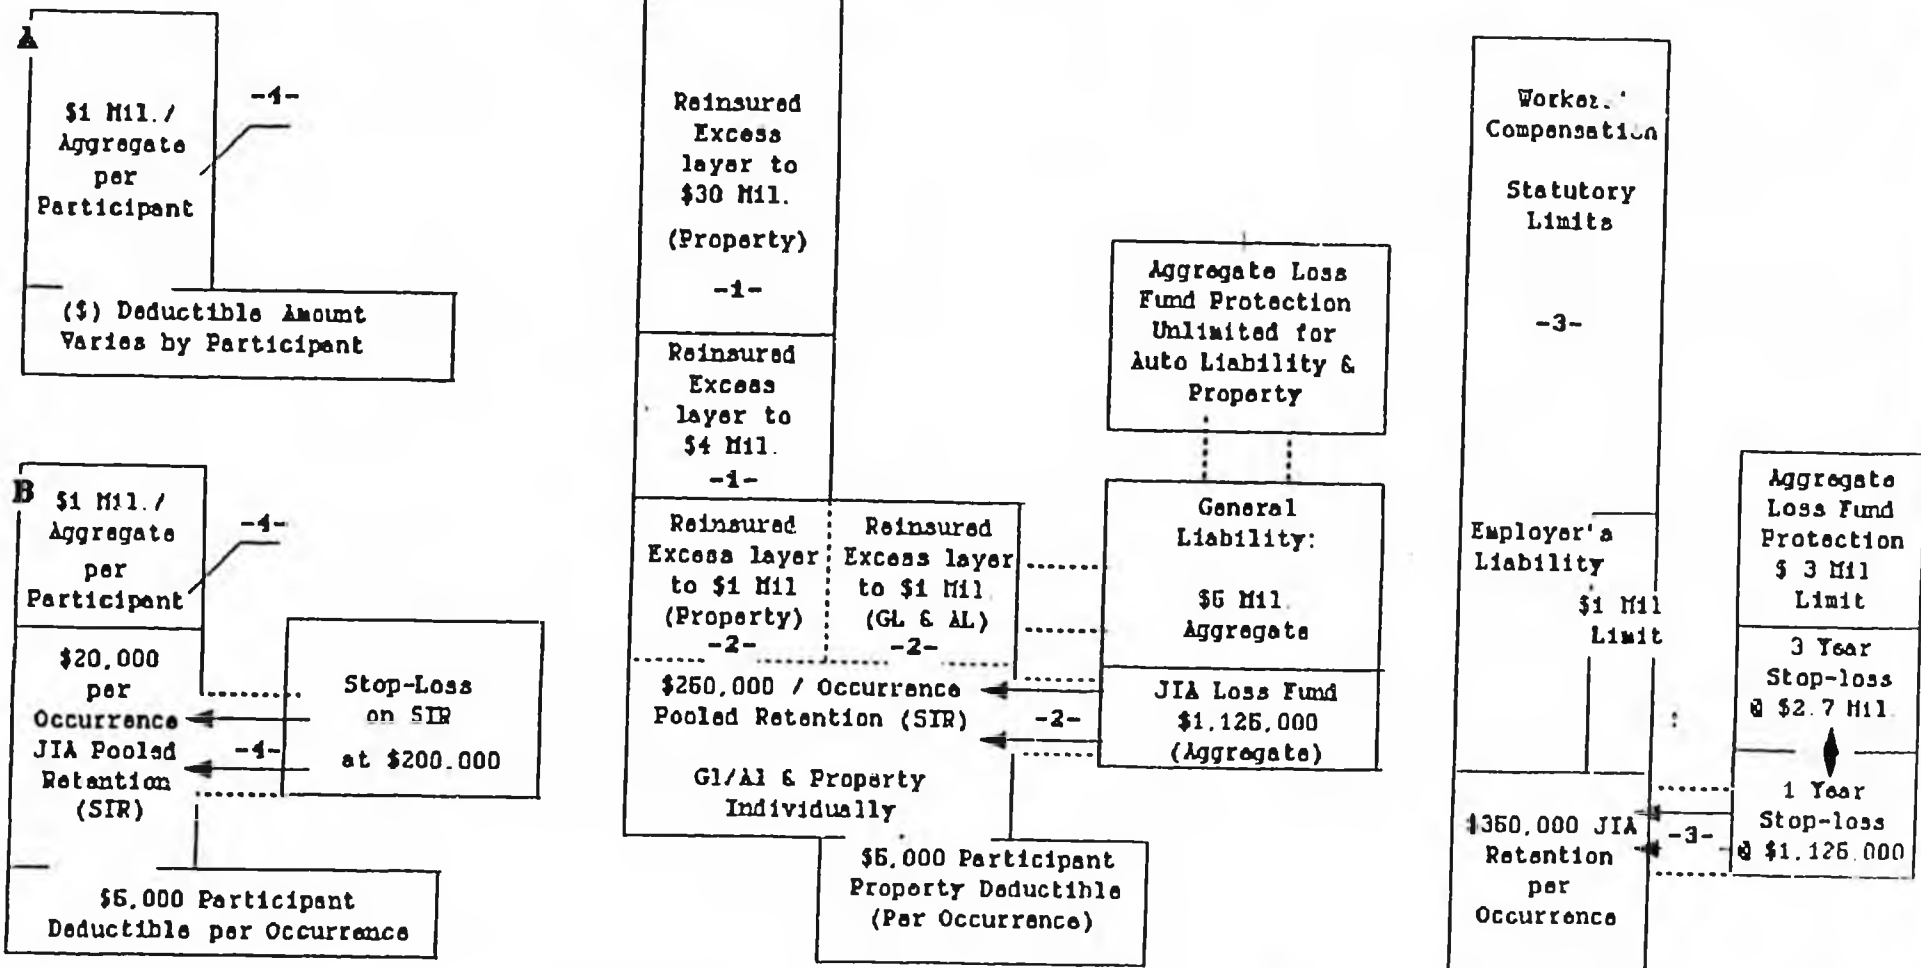 A
$1 Mil./
Aggregate
per
Participant
-4-
($) Deductible Amount
Varies by Participant
B
$1 Mil./
Aggregate
per
Participant
-4-
$20,000
per
Occurrence
JIA Pooled
Retention
(SIR)
-4-
Stop-Loss
on SIR
at $200,000
$5,000 Participant
Deductible per Occurrence
Reinsured
Excess
layer to
$30 Mil.
(Property)
-1-
Reinsured
Excess
layer to
$4 Mil.
-1-
Reinsured
Excess layer
to $1 Mil
(Property)
-2-
Reinsured
Excess layer
to $1 Mil.
(GL & AL)
-2-
$250,000 / Occurrence
Pooled Retention (SIR)
-2-
Gl/Al & Property
Individually
$5,000 Participant
Property Deductible
(Per Occurrence)
Aggregate Loss
Fund Protection
Unlimited for
Auto Liability &
Property
General
Liability:
$5 Mil.
Aggregate
JIA Loss Fund
$1,125,000
(Aggregate)
Workers'
Compensation
Statutory
Limits
-3-
Employer's
Liability
$1 Mil
Limit
$350,000 JIA
Retention
per
Occurrence
-3-
Aggregate
Loss Fund
Protection
$ 3 Mil
Limit
3 Year
Stop-loss
@ $2.7 Mil.
1 Year
Stop-loss
@ $1,125,000